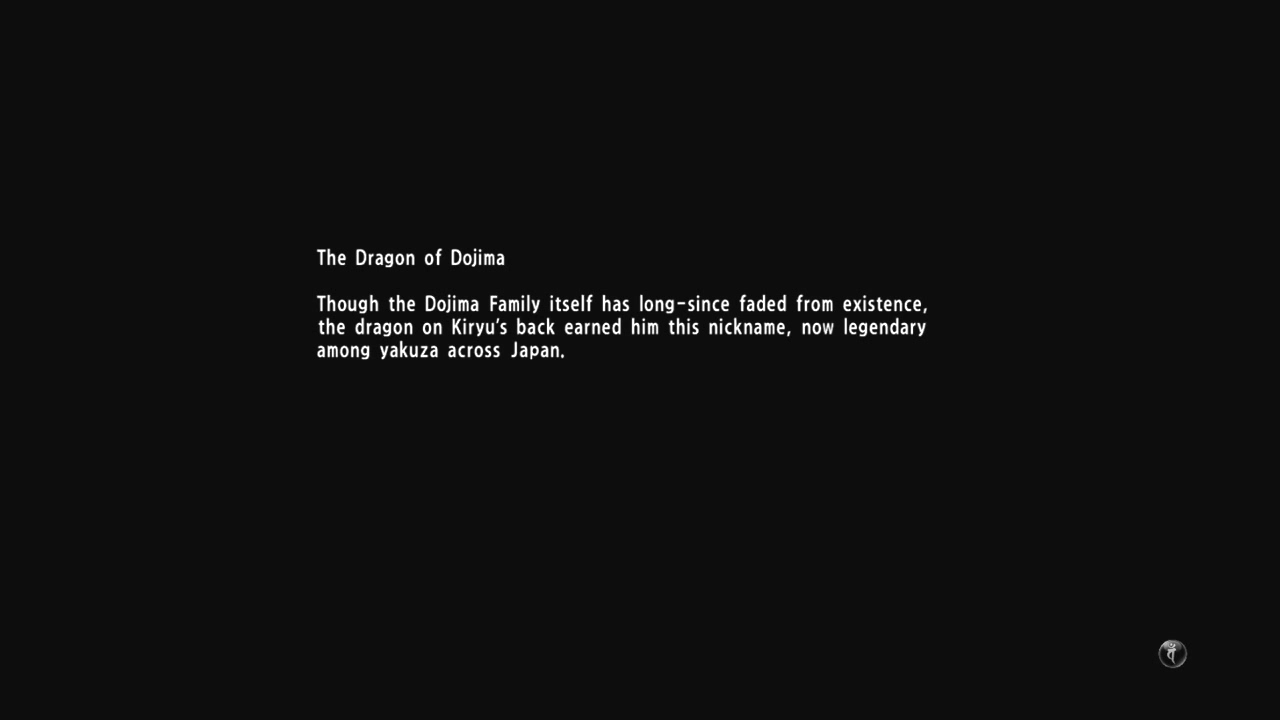 The Dragon of Dojima
Though the Dojima Family itself has long-since faded from existence,
the dragon on Kiryu's back earned him this nickname, now legendary
among yakuza across Japan.